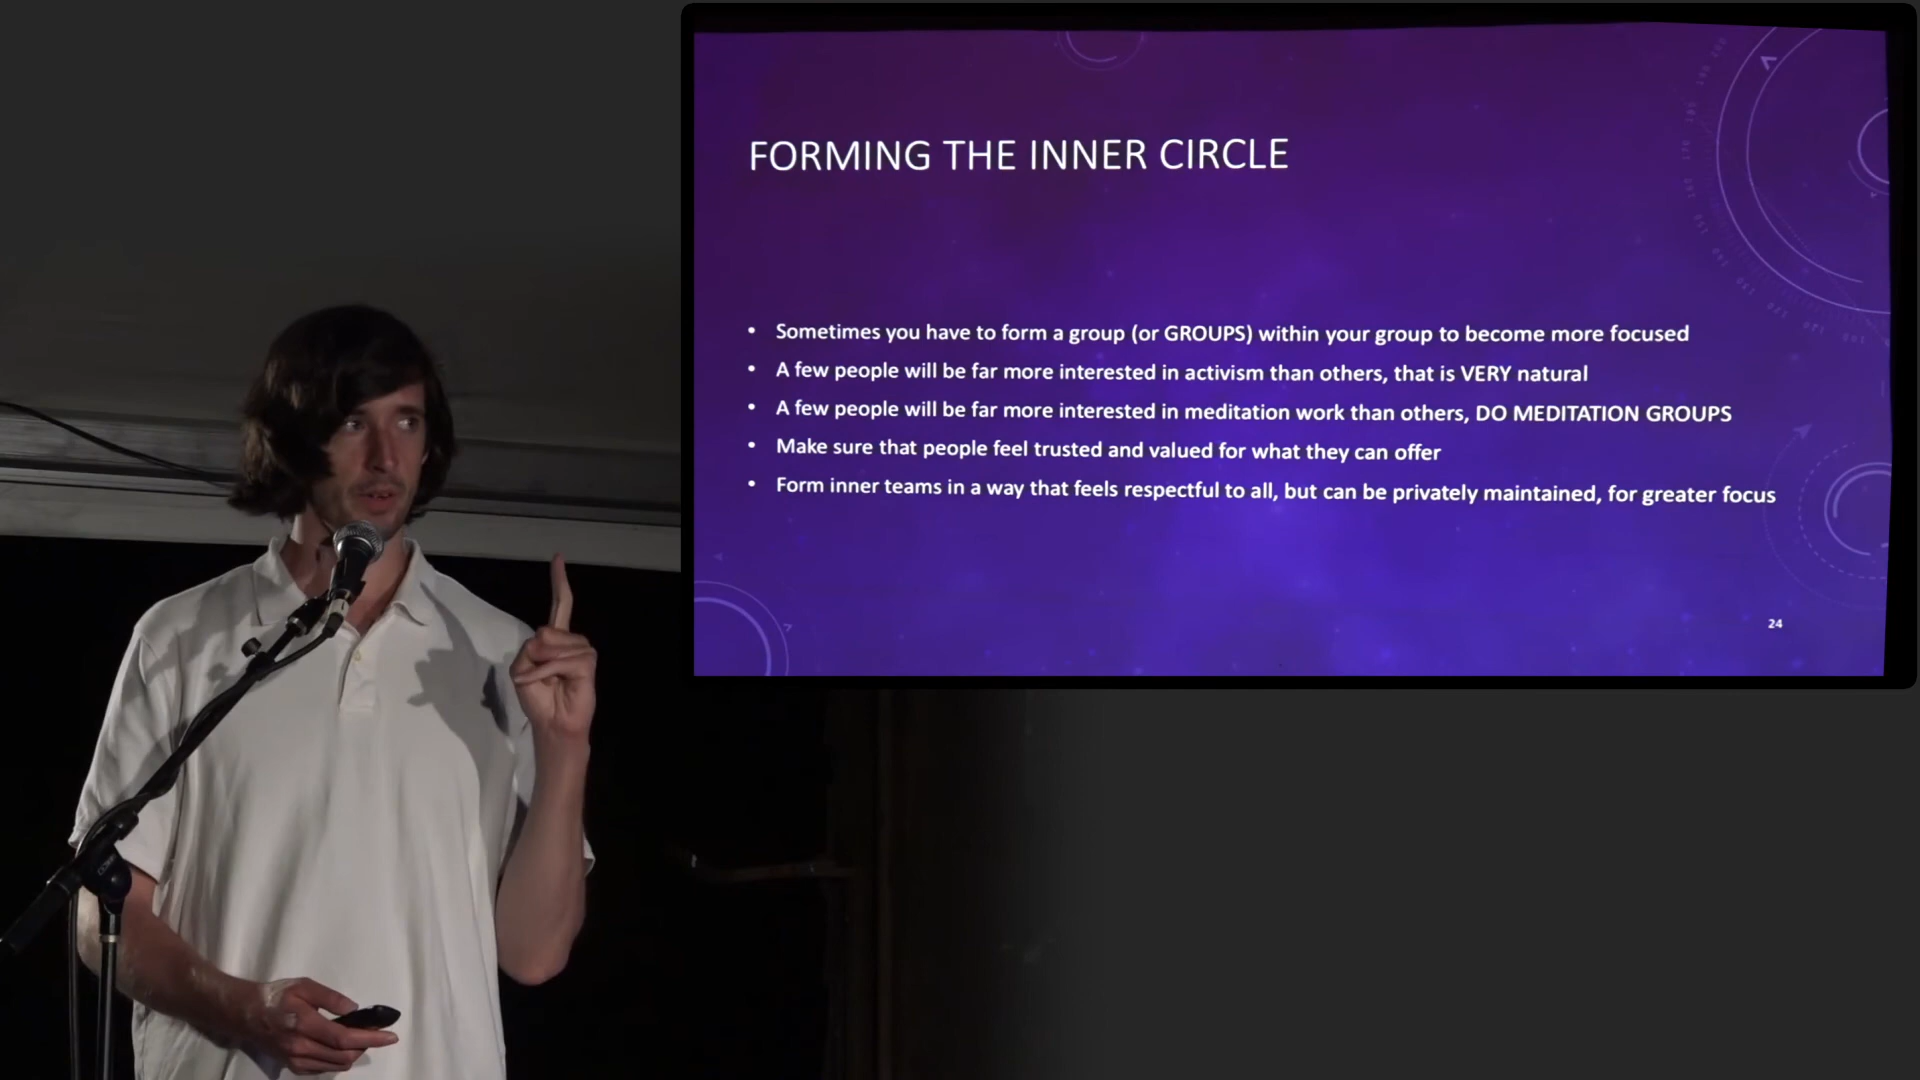 FORMING THE INNER CIRCLE
• Sometimes you have to form a group (or GROUPS) within your group to become more focused
• A few people will be far more interested in activism than others, that is VERY natural
• A few people will be far more interested in meditation work than others, DO MEDITATION GROUPS
• Make sure that people feel trusted and valued for what they can offer
• Form inner teams in a way that feels respectful to all, but can be privately maintained, for greater focus
24